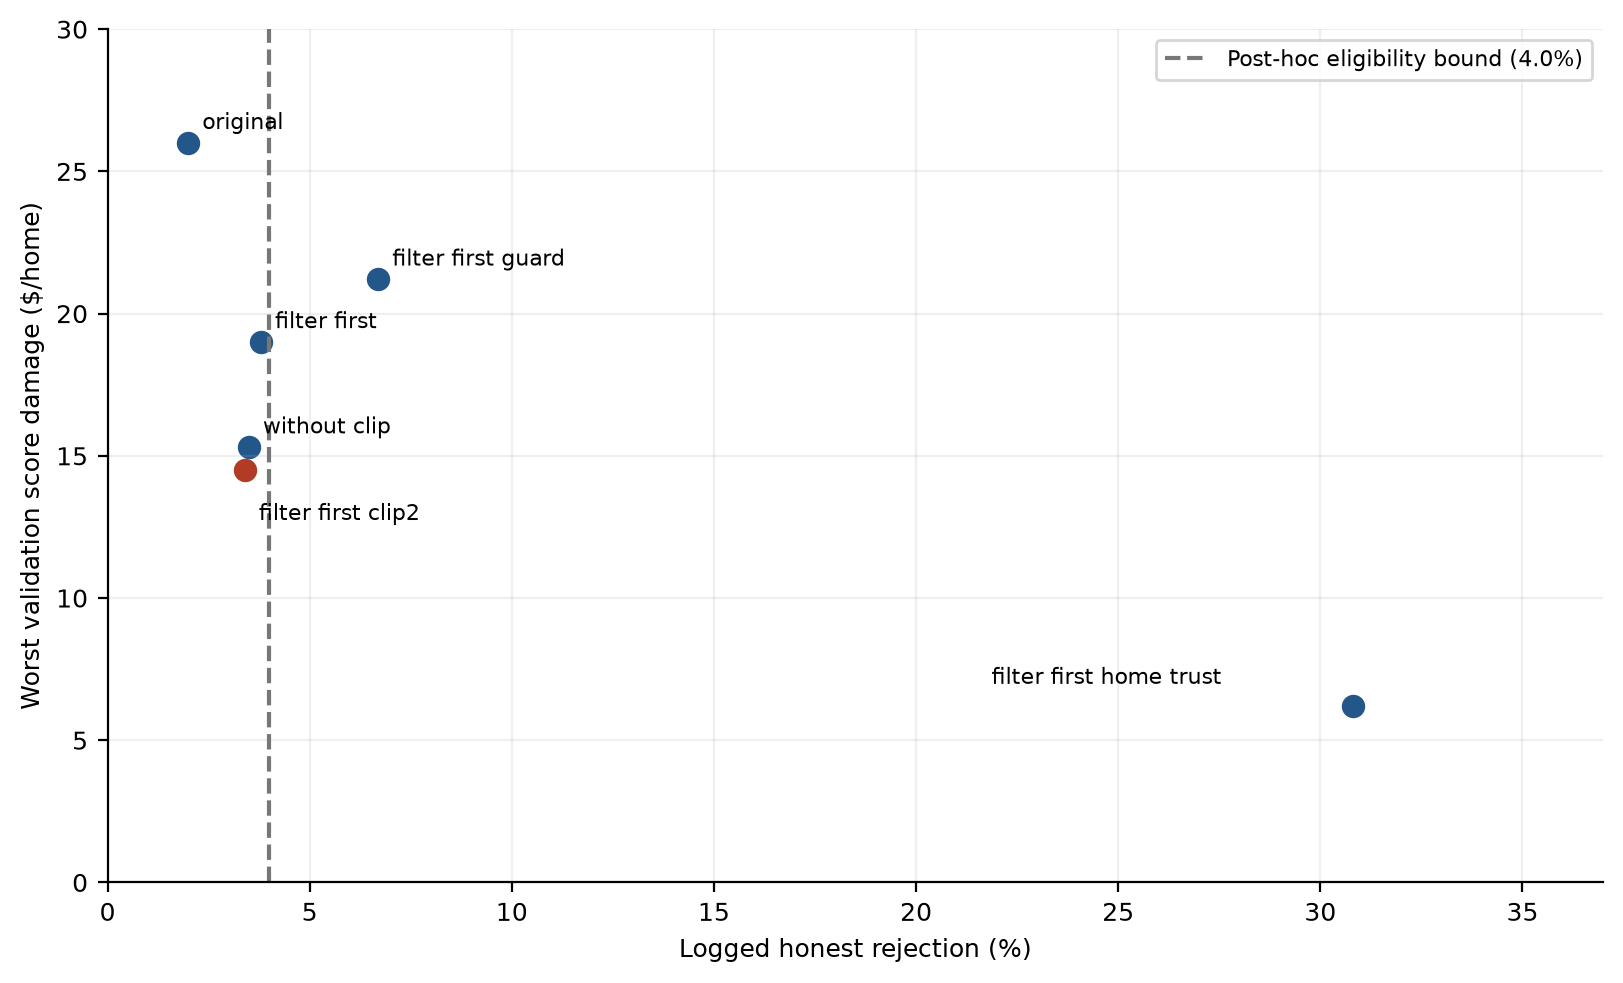 30
Post-hoc eligibility bound (4.0%)
original
25
filter first guard
20
filter first
without clip
15
filter first clip2
10
filter first home trust
5
0
0 5 10 15 20 25 30 35
Logged honest rejection (%)
Worst validation score damage ($/home)